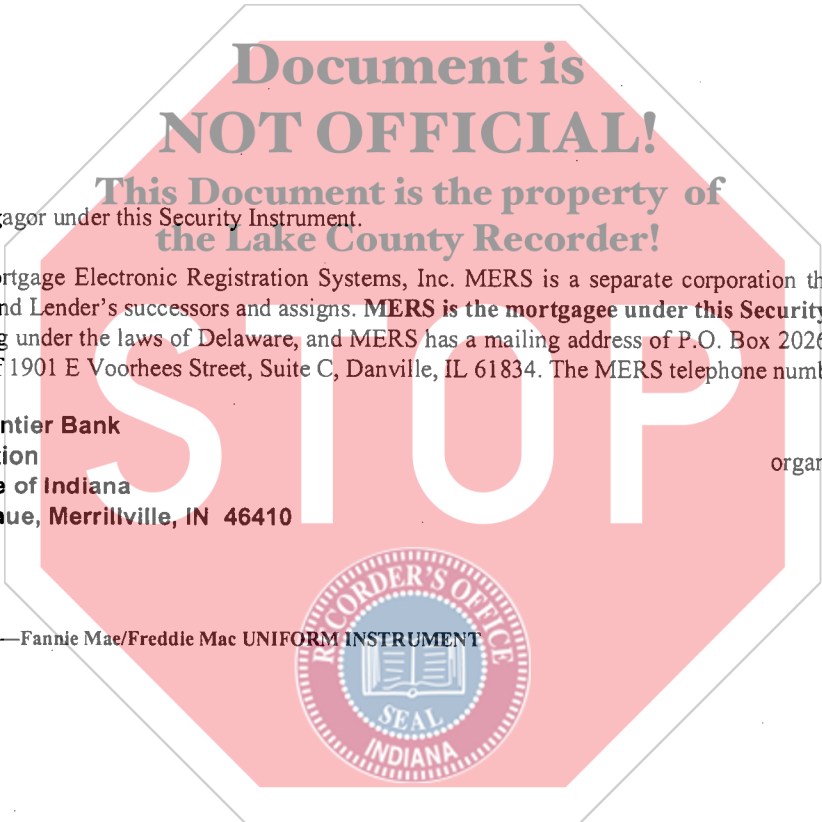 Document is
NOT OFFICIAL!
This Document is the property of
the Lake County Recorder!
gagor under this Security Instrument.
rtgage Electronic Registration Systems, Inc. MERS is a separate corporation th
nd Lender's successors and assigns. MERS is the mortgagee under this Security
g under the laws of Delaware, and MERS has a mailing address of P.O. Box 2026
f 1901 E Voorhees Street, Suite C, Danville, IL 61834. The MERS telephone numb
STOP
ntier Bank
ion
organ
e of Indiana
ue, Merrillville, IN 46410
—Fannie Mae/Freddie Mac UNIFORM INSTRUMENT
RECORDER'S OFFICE
SEAL
INDIANA